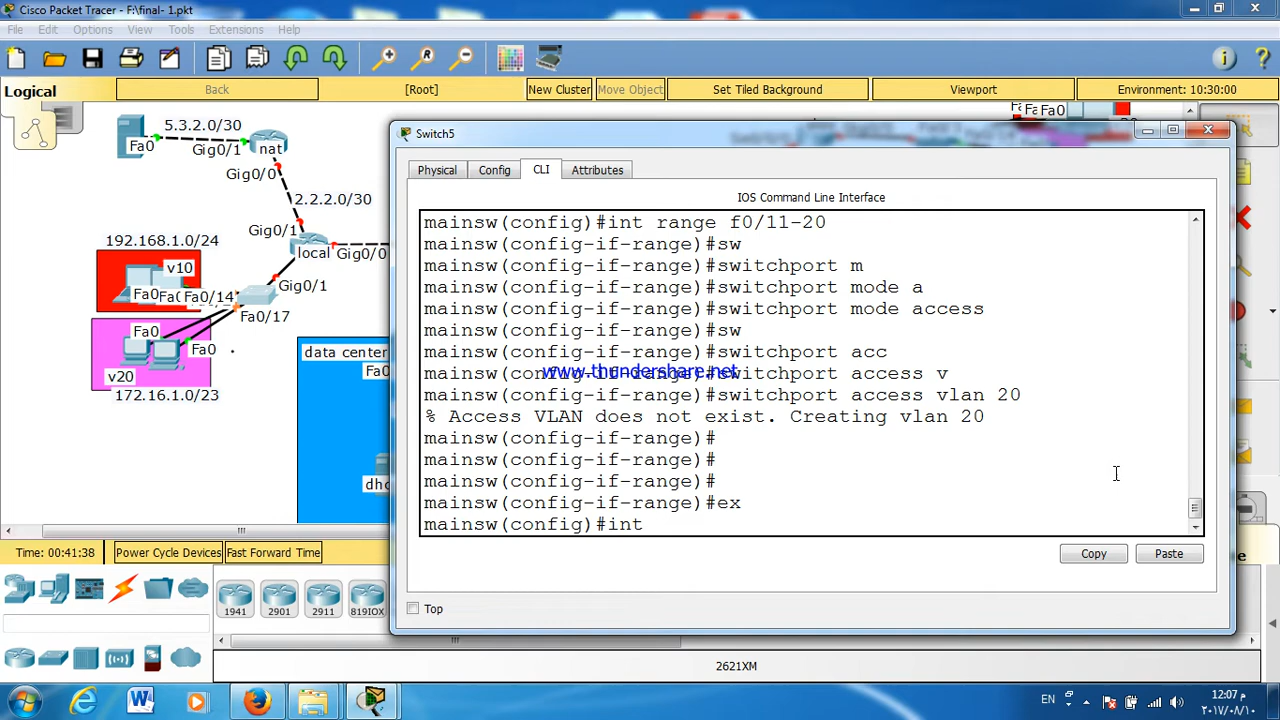 Cisco Packet Tracer - F:\final- 1.pkt
File Edit Options View Tools Extensions Help
Logical Back [Root] New Cluster Move Object Set Tiled Background Viewport Environment: 10:30:00
5.3.2.0/30
Fa0
Gig0/1
nat
Gig0/0
2.2.2.0/30
Gig0/1
192.168.1.0/24
local
Gig0/0
v10
Gig0/1
Fa0/14
Fa0/17
Fa0
Fa0
v20
172.16.1.0/23
data center
Fa0
Fa0
Switch5
Physical Config CLI Attributes
IOS Command Line Interface
mainsw(config)#int range f0/11-20
mainsw(config-if-range)#sw
mainsw(config-if-range)#switchport m
mainsw(config-if-range)#switchport mode a
mainsw(config-if-range)#switchport mode access
mainsw(config-if-range)#sw
mainsw(config-if-range)#switchport acc
mainsw(config-if-range)#switchport access v
www.thundershare.net
mainsw(config-if-range)#switchport access vlan 20
% Access VLAN does not exist. Creating vlan 20
mainsw(config-if-range)#
mainsw(config-if-range)#
mainsw(config-if-range)#
mainsw(config-if-range)#ex
mainsw(config)#int
Copy Paste
Top
Time: 00:41:38 Power Cycle Devices Fast Forward Time
1941 2901 2911 819IOX
2621XM
EN
12:07 م
٢٠١٧/٠٨/١٠